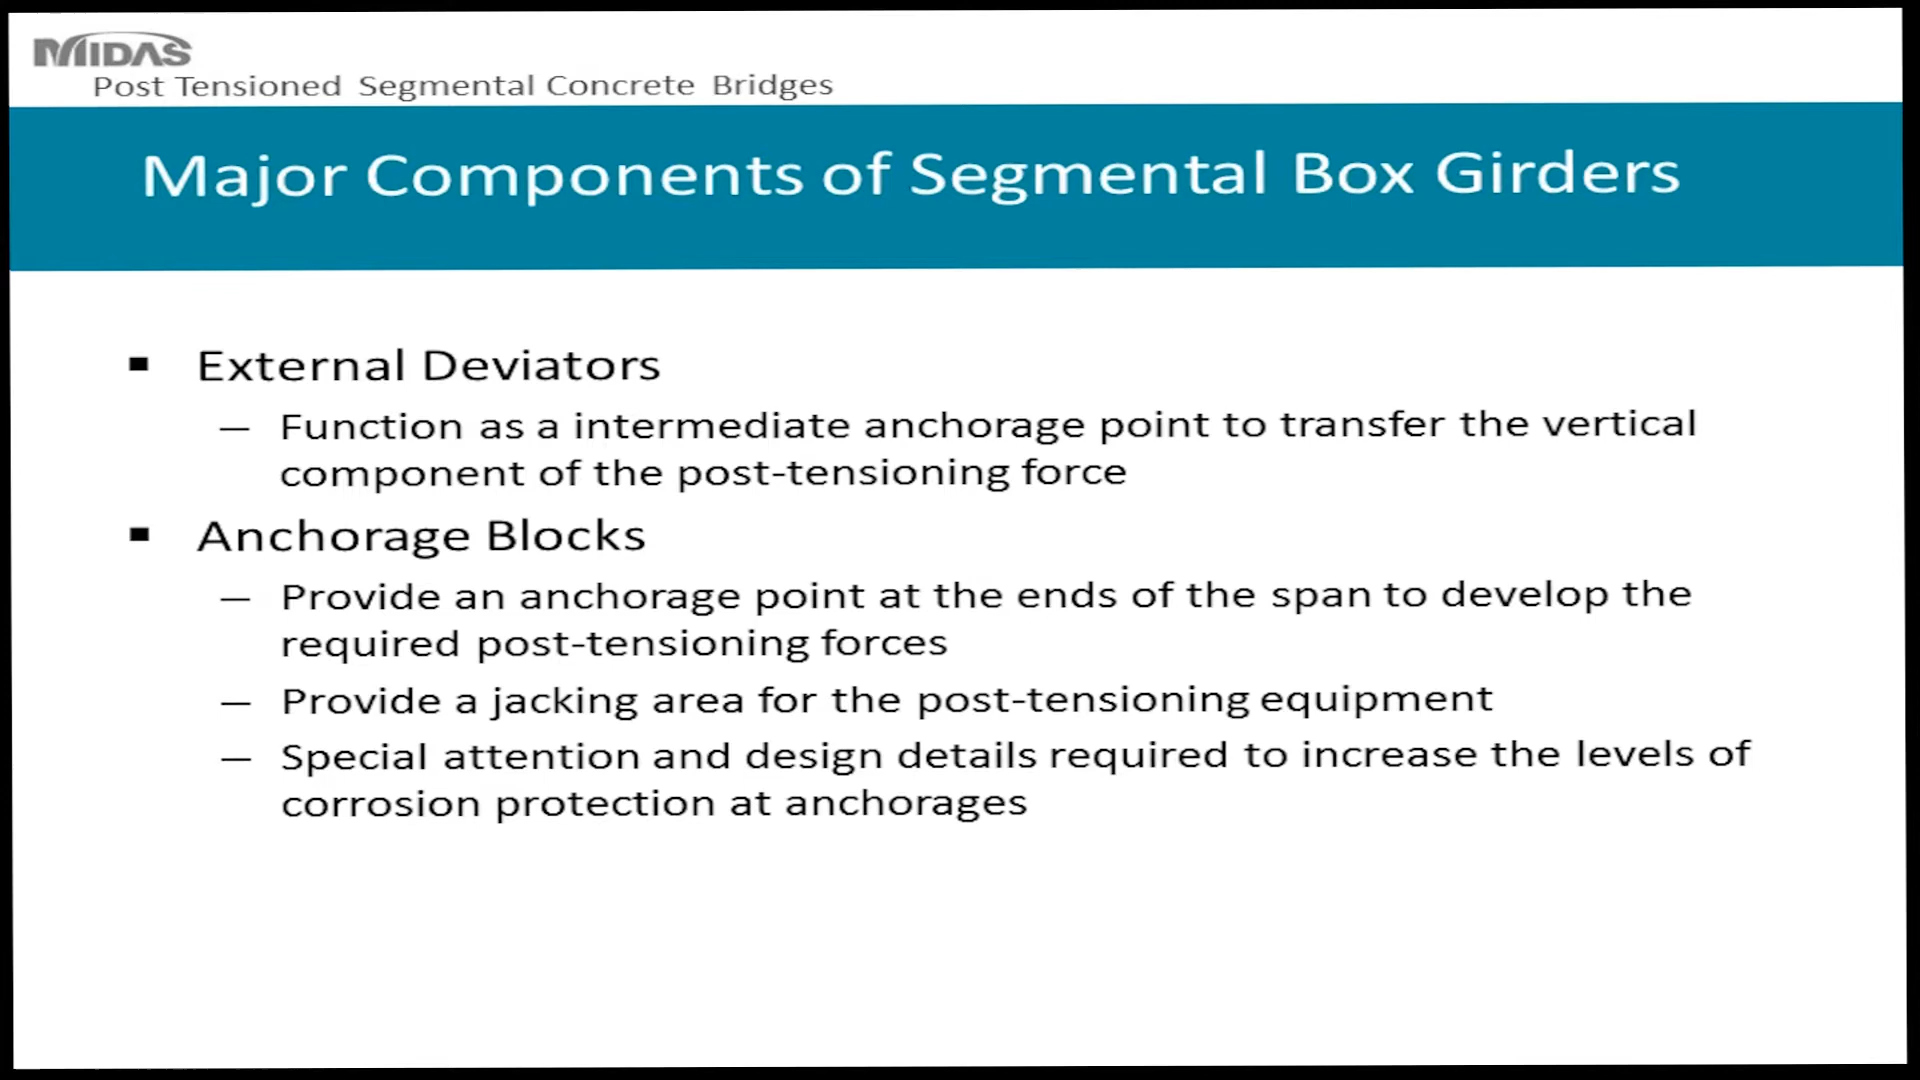 MIDAS
Post Tensioned Segmental Concrete Bridges
Major Components of Segmental Box Girders
▪ External Deviators
– Function as a intermediate anchorage point to transfer the vertical
component of the post-tensioning force
▪ Anchorage Blocks
– Provide an anchorage point at the ends of the span to develop the
required post-tensioning forces
– Provide a jacking area for the post-tensioning equipment
– Special attention and design details required to increase the levels of
corrosion protection at anchorages